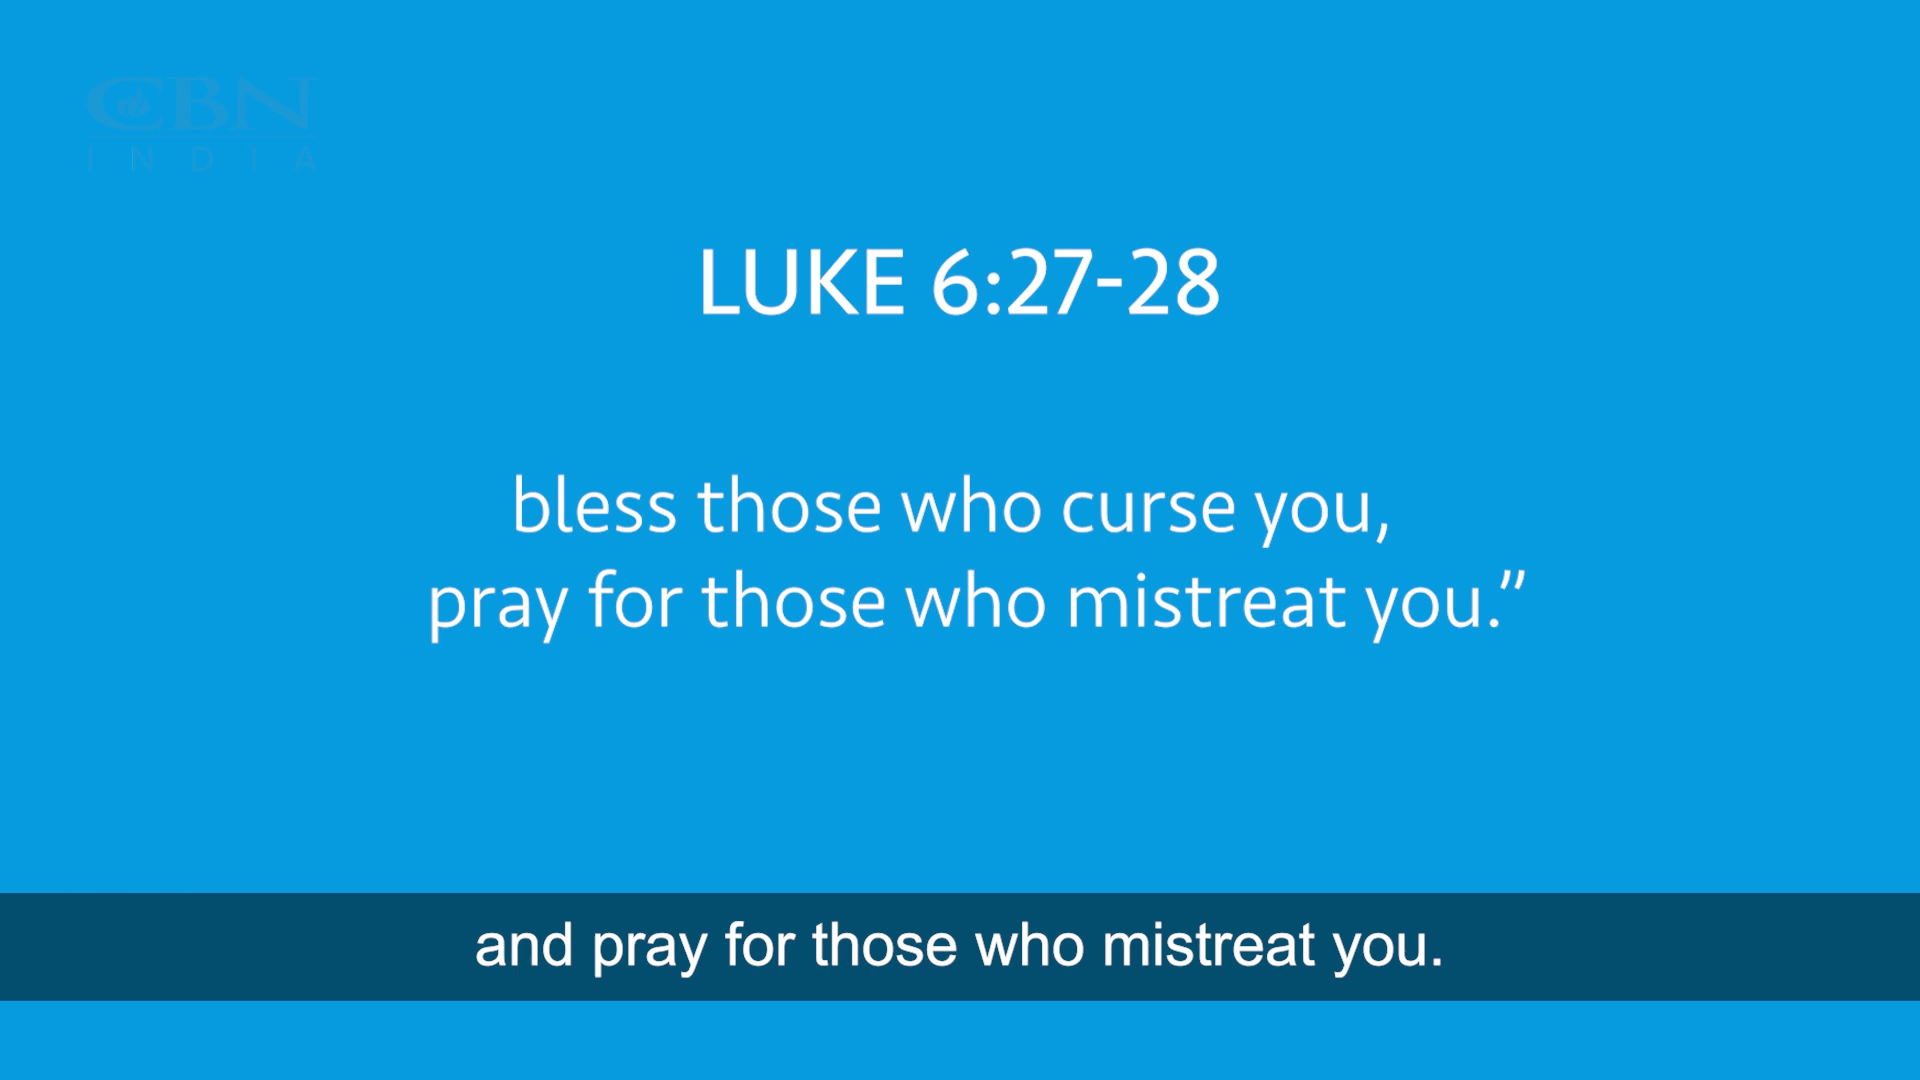 CBN
INDIA
LUKE 6:27-28
bless those who curse you,
pray for those who mistreat you.”
and pray for those who mistreat you.